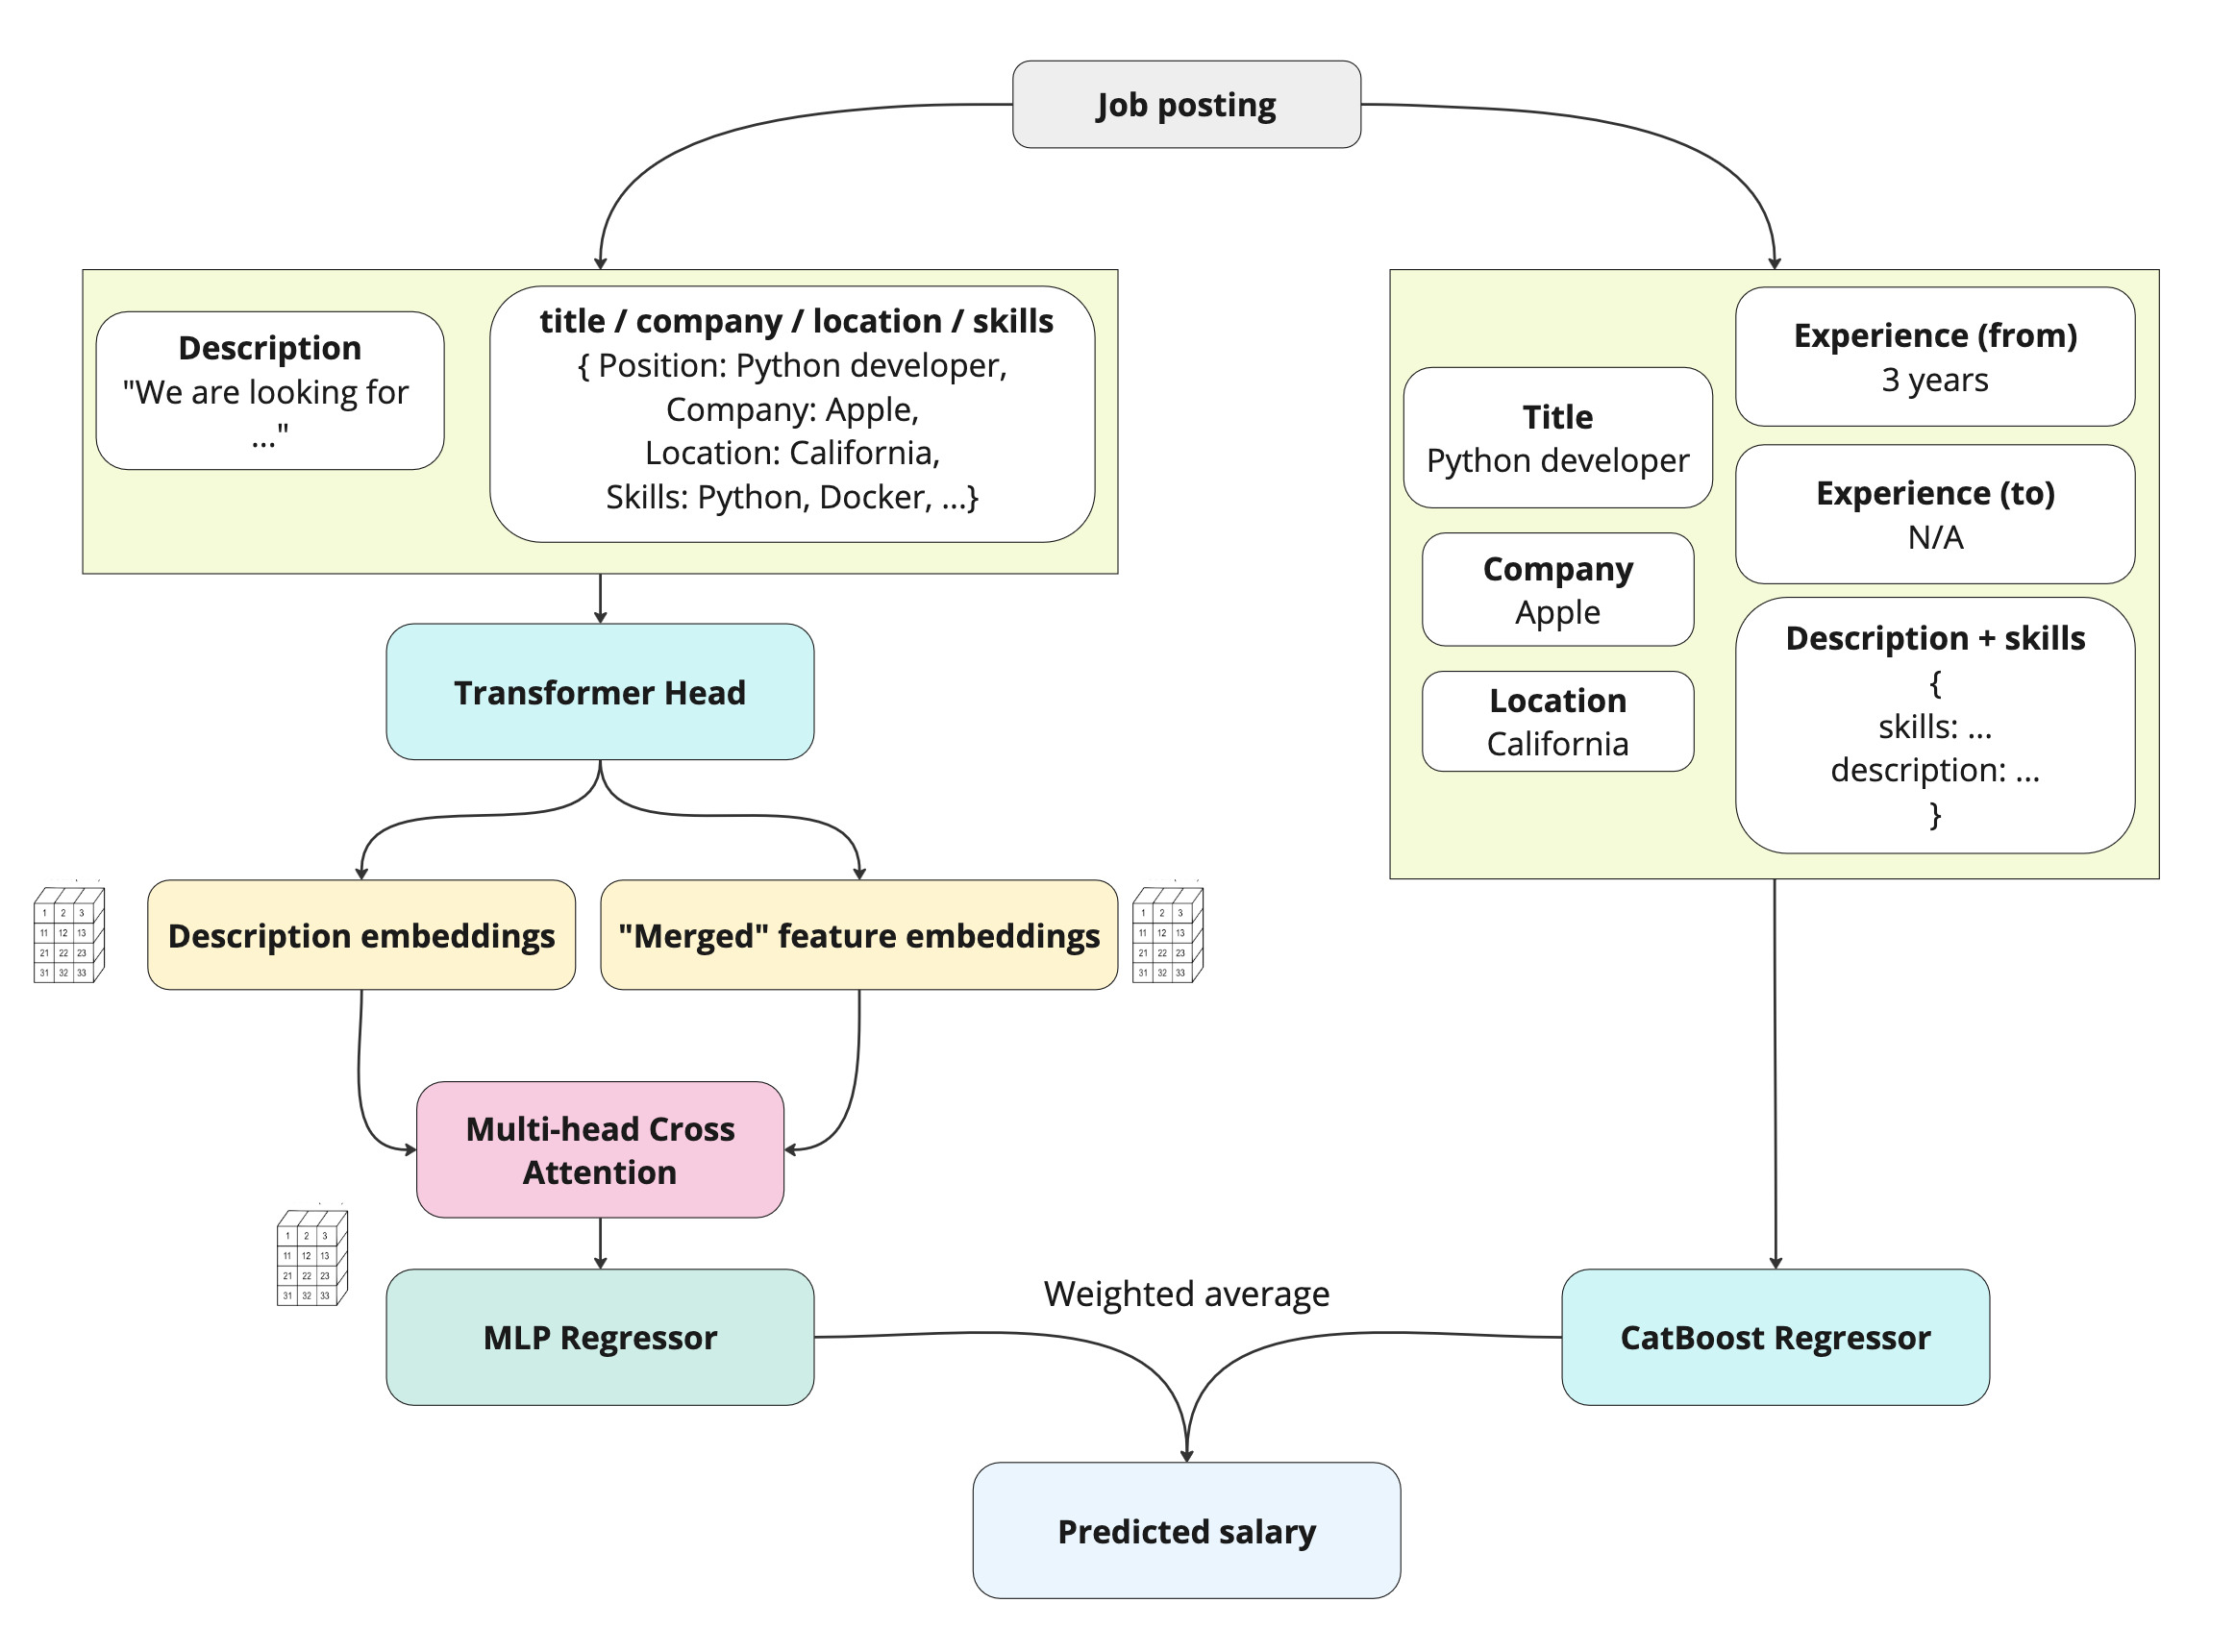 Job posting
Description
"We are looking for
..."
title / company / location / skills
{ Position: Python developer,
Company: Apple,
Location: California,
Skills: Python, Docker, ...}
Title
Python developer
Company
Apple
Location
California
Experience (from)
3 years
Experience (to)
N/A
Description + skills
{
skills: ...
description: ...
}
Transformer Head
1 2 3
11 12 13
21 22 23
31 32 33
Description embeddings
"Merged" feature embeddings
1 2 3
11 12 13
21 22 23
31 32 33
Multi-head Cross
Attention
1 2 3
11 12 13
21 22 23
31 32 33
MLP Regressor
Weighted average
CatBoost Regressor
Predicted salary